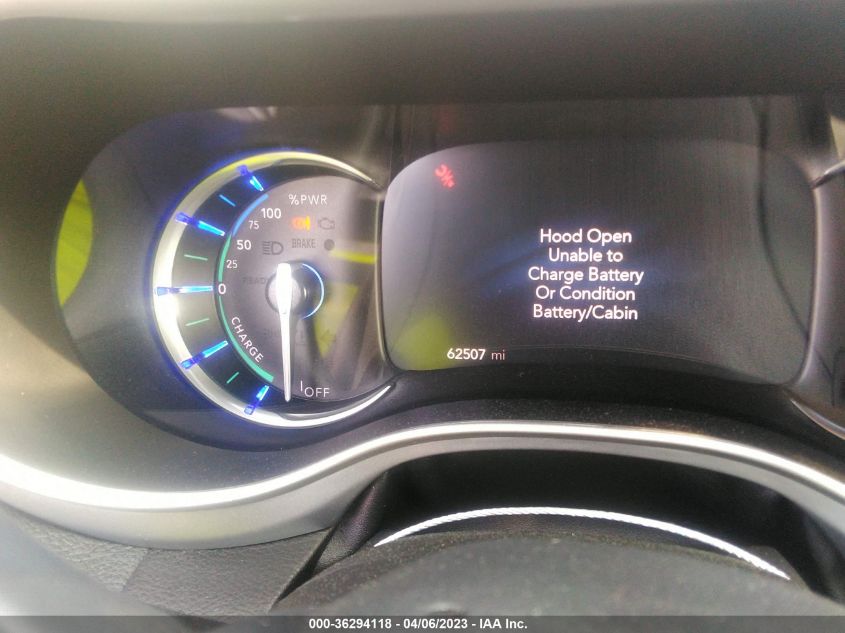 %PWR
100
75
50
25
0
BRAKE
READY
CHARGE
OFF
Hood Open
Unable to
Charge Battery
Or Condition
Battery/Cabin
62507 mi
000-36294118 - 04/06/2023 - IAA Inc.